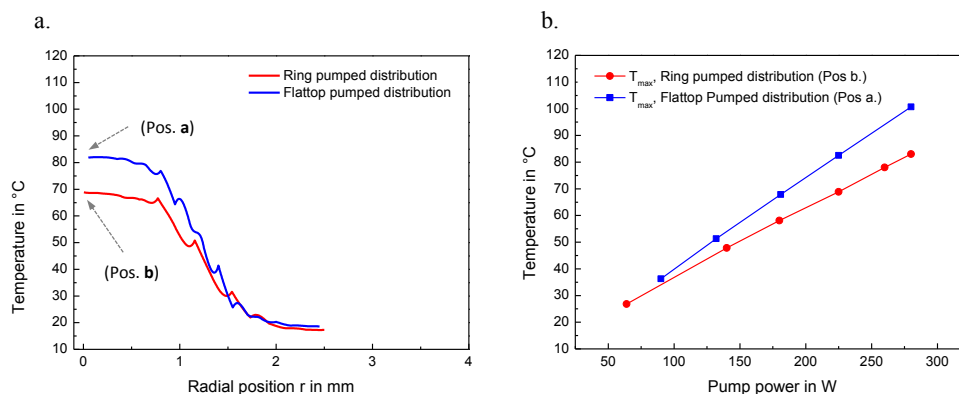 a.
Temperature in °C
120
110
100
90
80
70
60
50
40
30
20
10
0
1
2
3
4
Radial position r in mm
Ring pumped distribution
Flattop pumped distribution
(Pos. a)
(Pos. b)
b.
Temperature in °C
120
110
100
90
80
70
60
50
40
30
20
10
50
100
150
200
250
300
Pump power in W
Tmax, Ring pumped distribution (Pos b.)
Tmax, Flattop Pumped distribution (Pos a.)